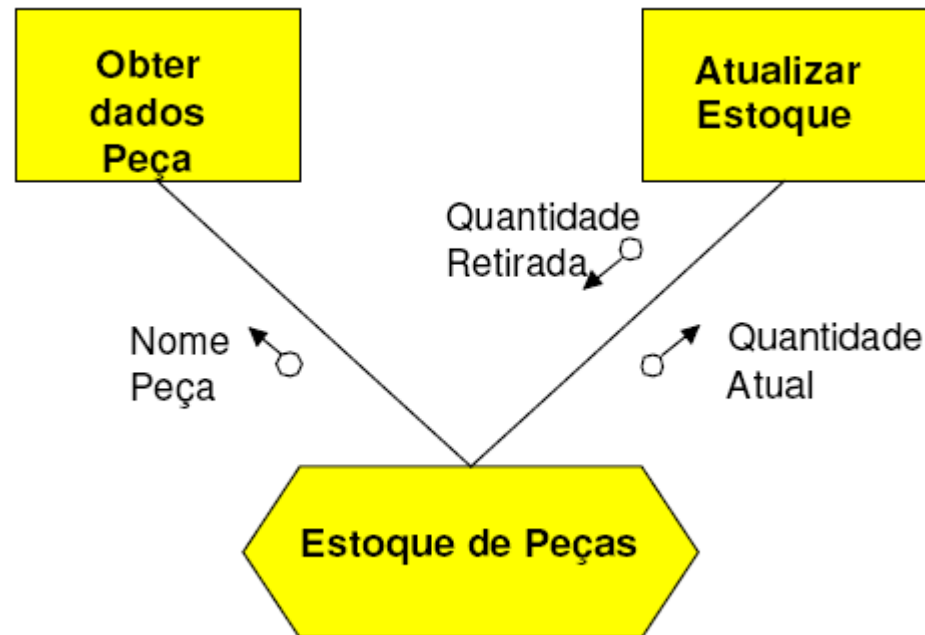 Obter
dados
Peça
Atualizar
Estoque
Quantidade
Retirada
Nome
Peça
Quantidade
Atual
Estoque de Peças